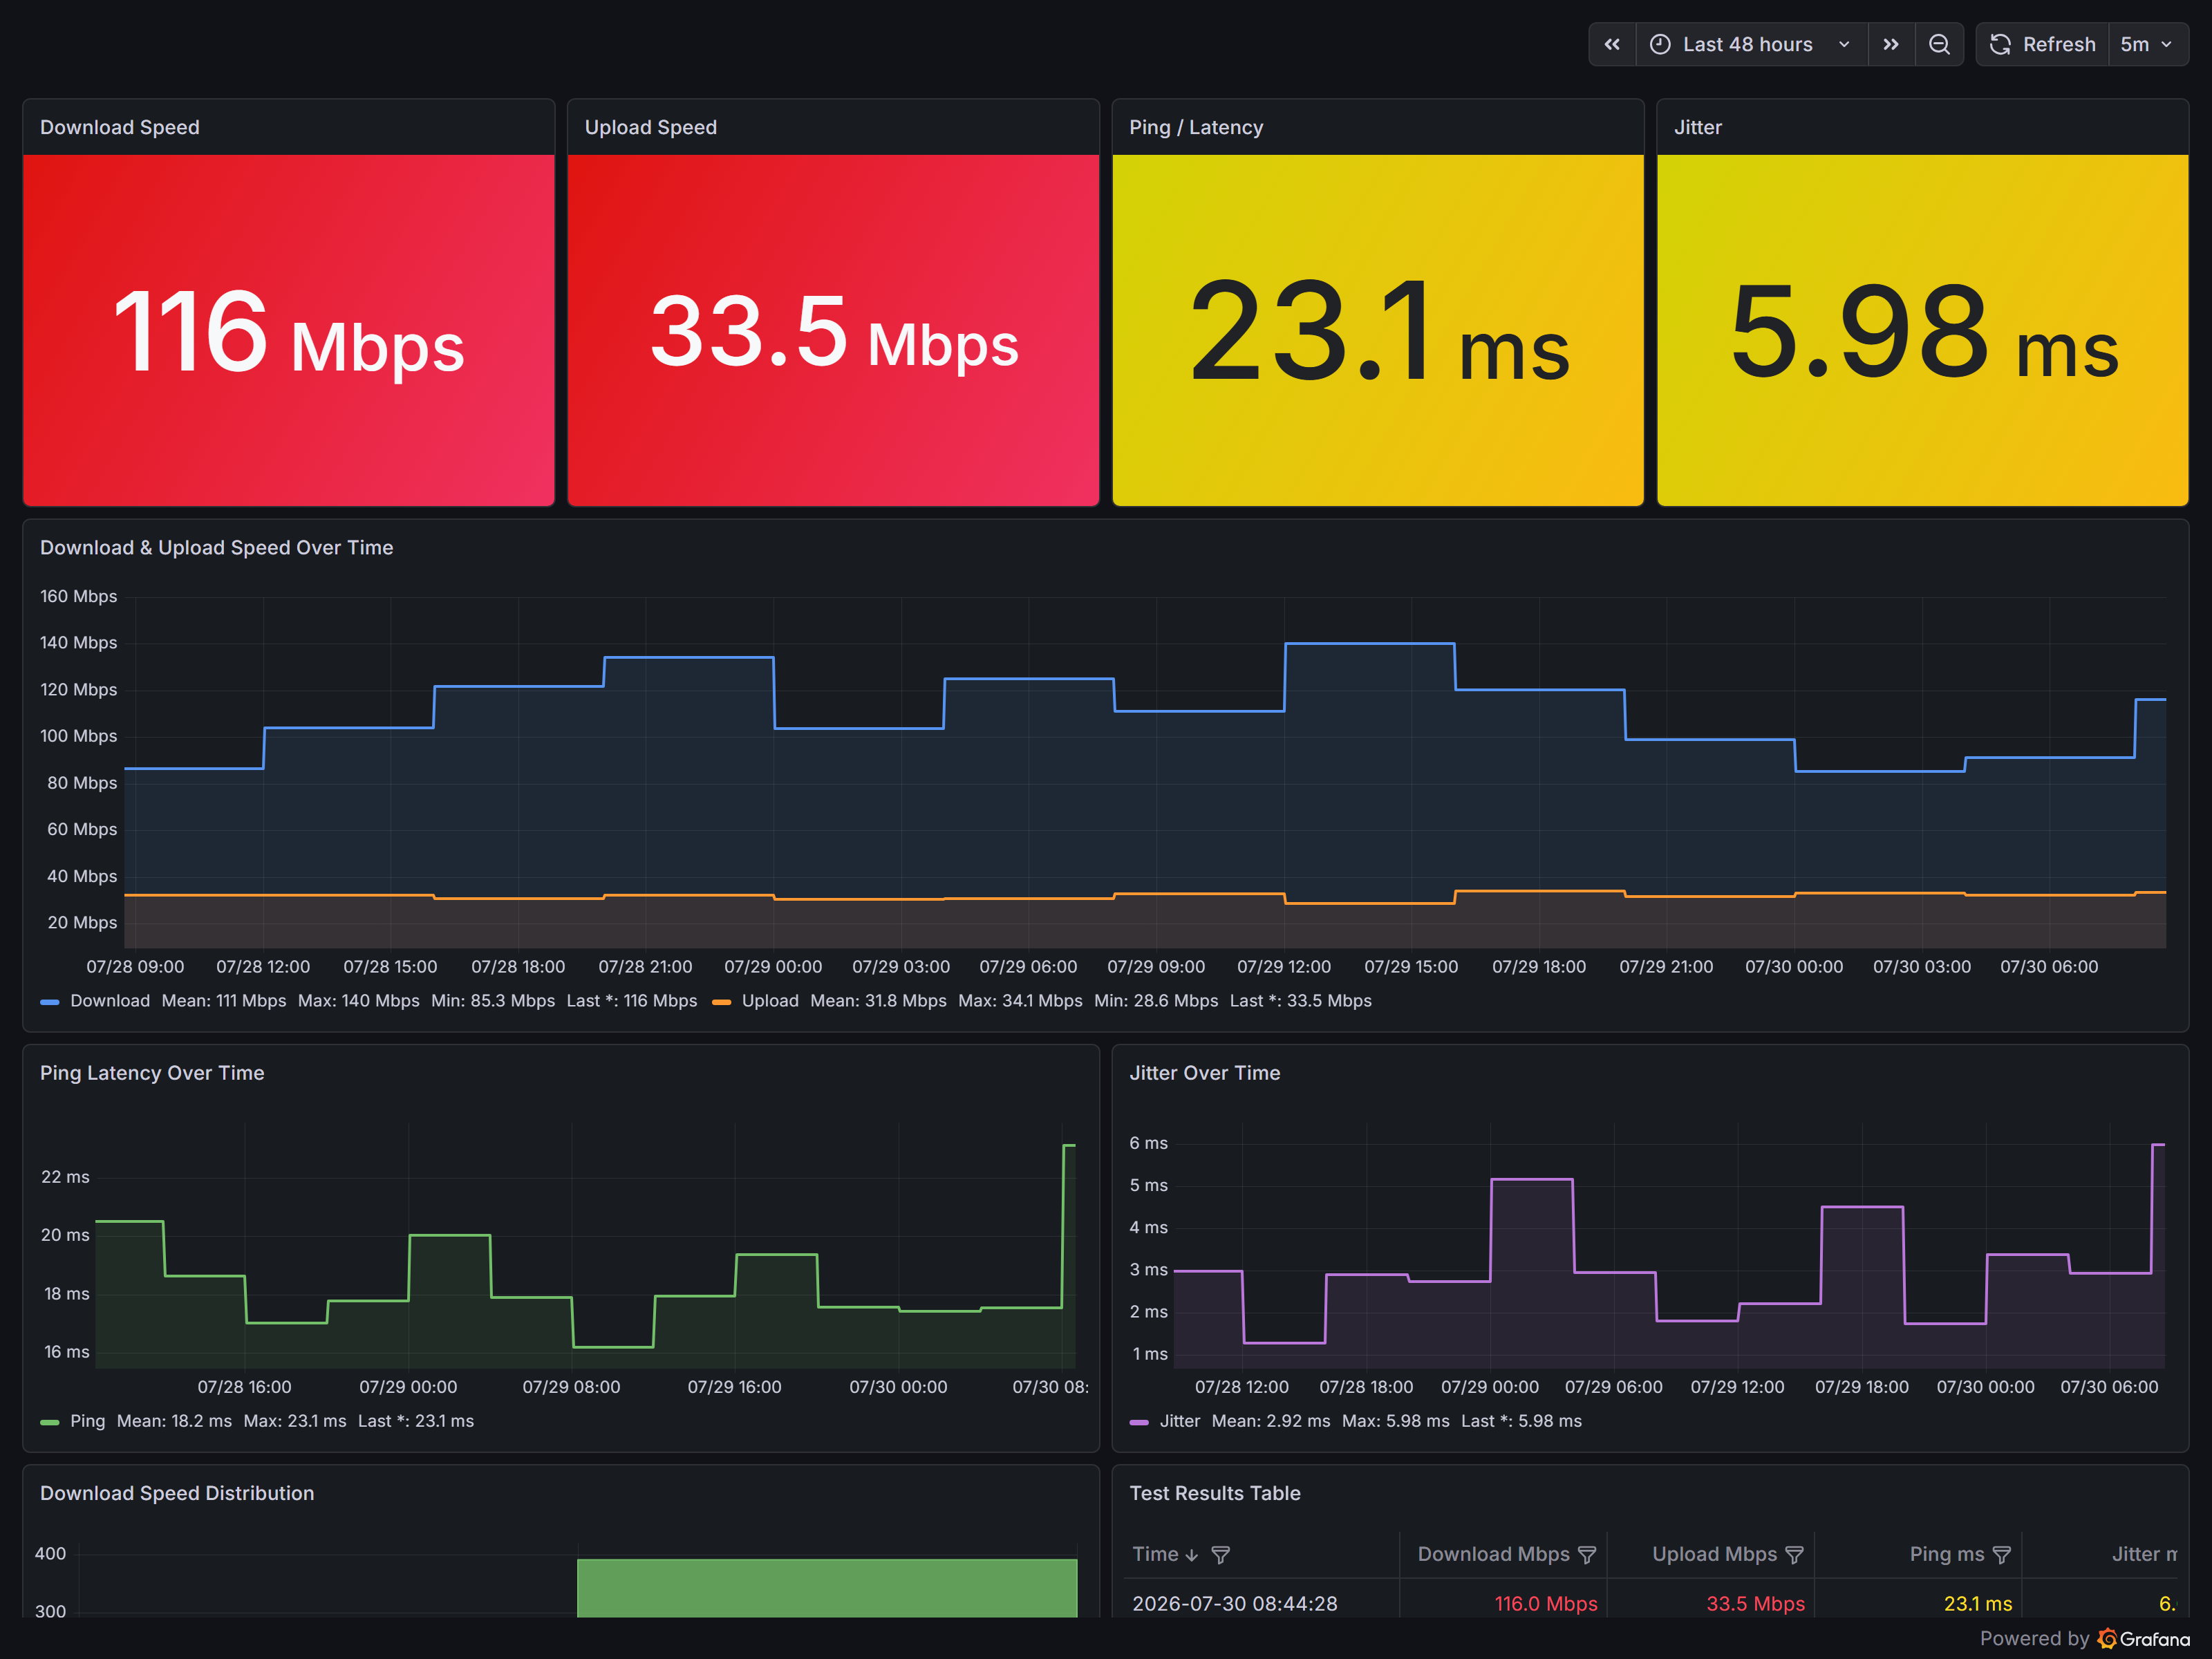 Last 48 hours
Refresh
5m
Download Speed
Upload Speed
Ping / Latency
Jitter
116 Mbps
33.5 Mbps
23.1 ms
5.98 ms
Download & Upload Speed Over Time
160 Mbps
140 Mbps
120 Mbps
100 Mbps
80 Mbps
60 Mbps
40 Mbps
20 Mbps
07/28 09:00 07/28 12:00 07/28 15:00 07/28 18:00 07/28 21:00 07/29 00:00 07/29 03:00 07/29 06:00 07/29 09:00 07/29 12:00 07/29 15:00 07/29 18:00 07/29 21:00 07/30 00:00 07/30 03:00 07/30 06:00
Download Mean: 111 Mbps Max: 140 Mbps Min: 85.3 Mbps Last *: 116 Mbps Upload Mean: 31.8 Mbps Max: 34.1 Mbps Min: 28.6 Mbps Last *: 33.5 Mbps
Ping Latency Over Time
22 ms
20 ms
18 ms
16 ms
07/28 16:00 07/29 00:00 07/29 08:00 07/29 16:00 07/30 00:00 07/30 08:
Ping Mean: 18.2 ms Max: 23.1 ms Last *: 23.1 ms
Jitter Over Time
6 ms
5 ms
4 ms
3 ms
2 ms
1 ms
07/28 12:00 07/28 18:00 07/29 00:00 07/29 06:00 07/29 12:00 07/29 18:00 07/30 00:00 07/30 06:00
Jitter Mean: 2.92 ms Max: 5.98 ms Last *: 5.98 ms
Download Speed Distribution
400
300
Test Results Table
Time Download Mbps Upload Mbps Ping ms Jitter
2026-07-30 08:44:28 116.0 Mbps 33.5 Mbps 23.1 ms 6.
Powered by Grafana